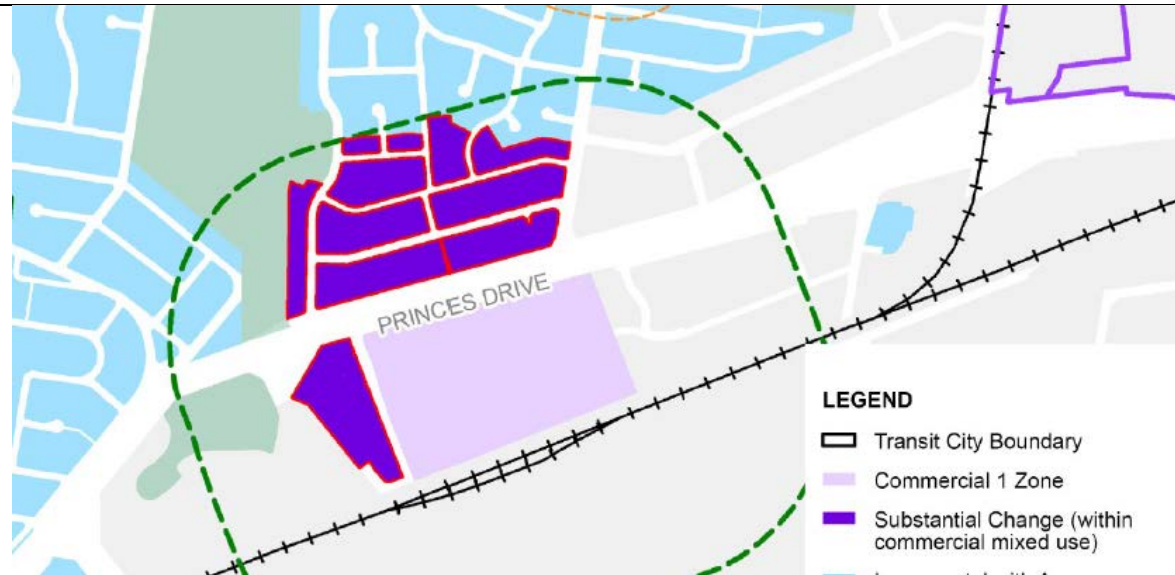 PRINCES DRIVE
LEGEND
Transit City Boundary
Commercial 1 Zone
Substantial Change (within
commercial mixed use)